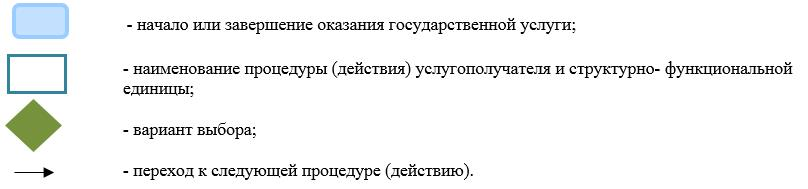 - начало или завершение оказания государственной услуги;
- наименование процедуры (действия) услугополучателя и структурно- функциональной
единицы;
- вариант выбора;
- переход к следующей процедуре (действию).